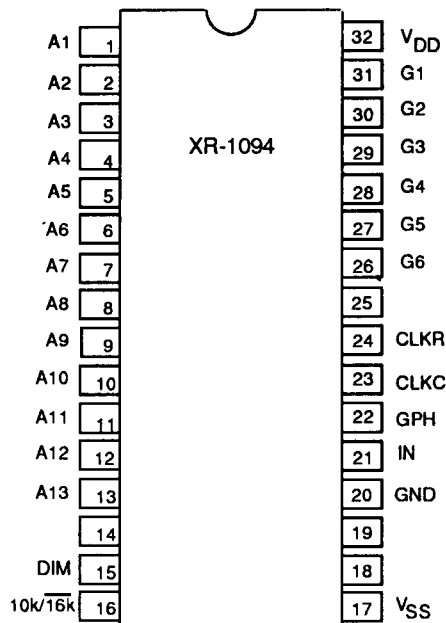 A1 1 32 VDD
A2 2 31 G1
A3 3 30 G2
XR-1094
A4 4 29 G3
A5 5 28 G4
A6 6 27 G5
A7 7 26 G6
A8 8 25
A9 9 24 CLKR
A10 10 23 CLKC
A11 11 22 GPH
A12 12 21 IN
A13 13 20 GND
14 19
DIM 15 18
10k/16k 16 17 VSS